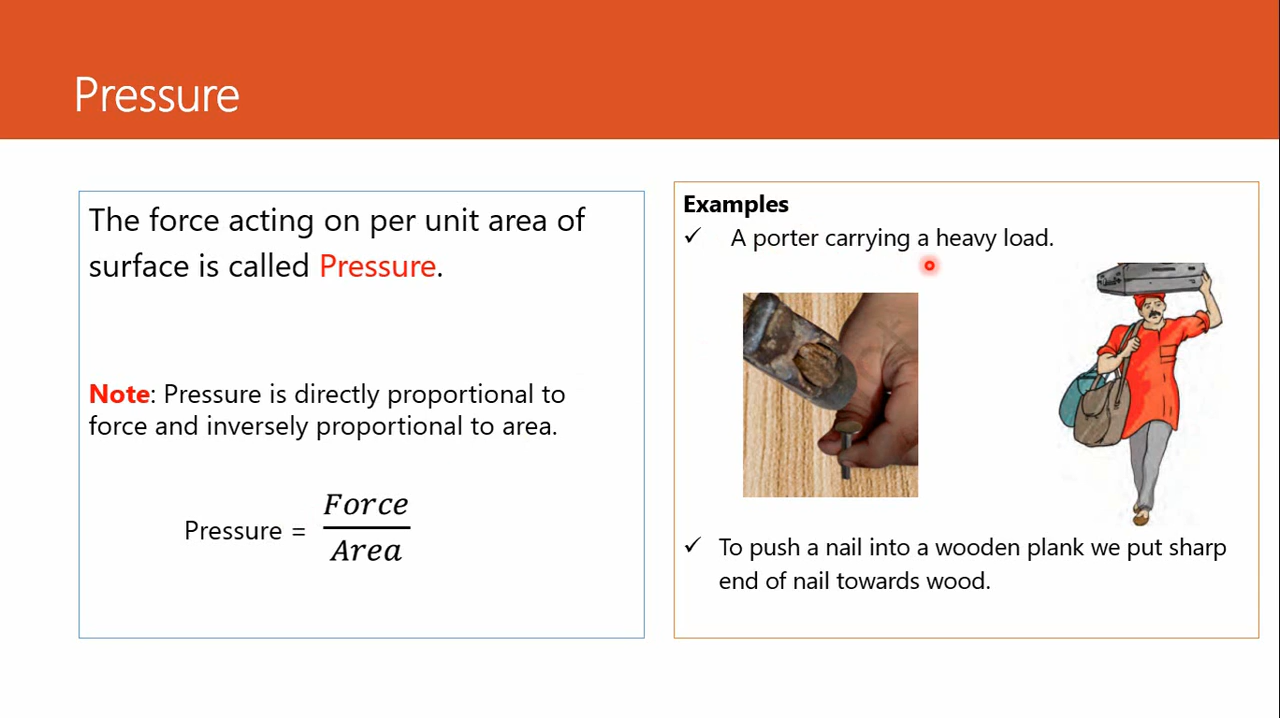 Pressure
The force acting on per unit area of
surface is called Pressure.
Note: Pressure is directly proportional to
force and inversely proportional to area.
Pressure = Force
Area
Examples
✓ A porter carrying a heavy load.
✓ To push a nail into a wooden plank we put sharp
end of nail towards wood.